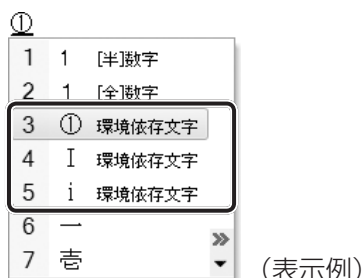 ①
1 1 [半]数字
2 1 [全]数字
3 ① 環境依存文字
4 Ⅰ 環境依存文字
5 ⅰ 環境依存文字
6 一
7 壱
(表示例)